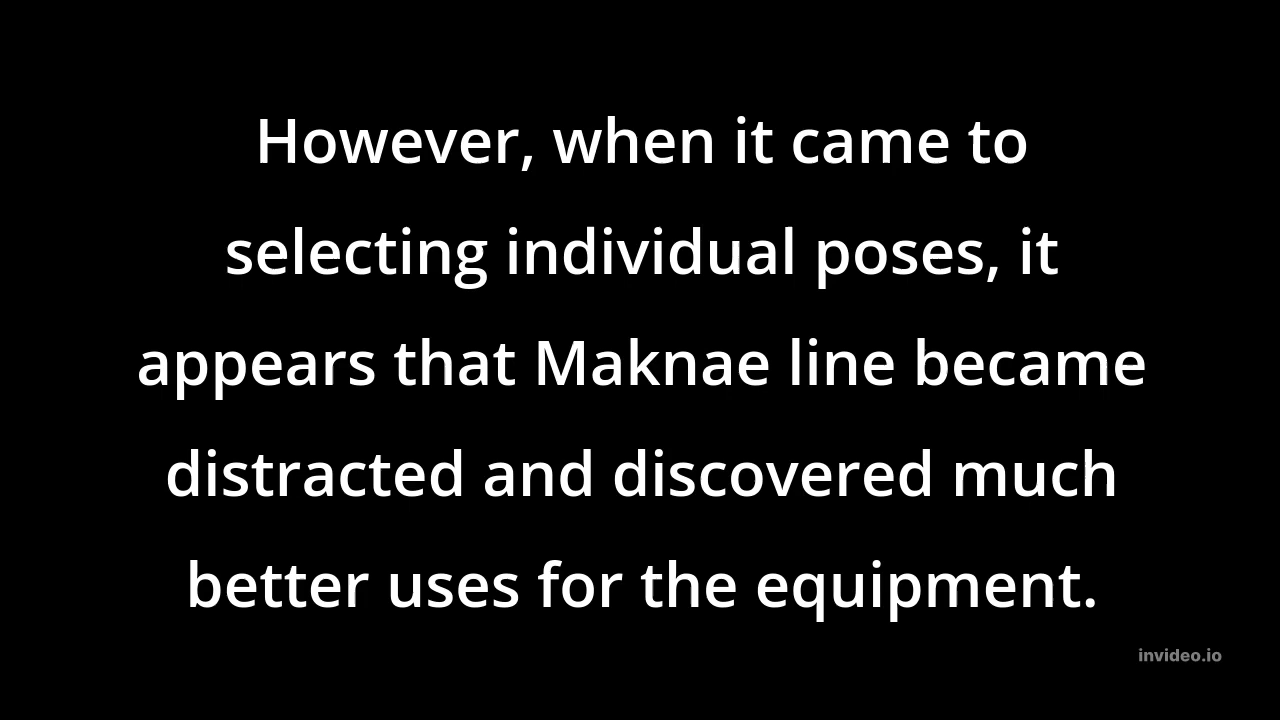 However, when it came to
selecting individual poses, it
appears that Maknae line became
distracted and discovered much
better uses for the equipment.
invideo.io